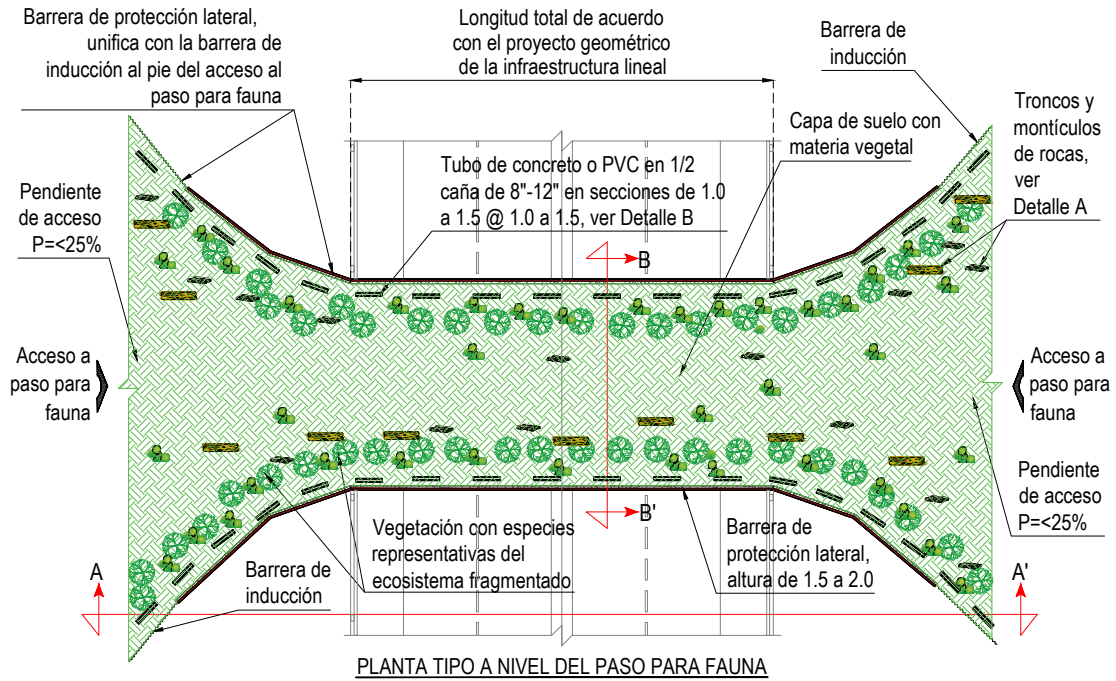 Barrera de protección lateral,
unifica con la barrera de
inducción al pie del acceso al
paso para fauna
Longitud total de acuerdo
con el proyecto geométrico
de la infraestructura lineal
Barrera de
inducción
Troncos y
montículos
de rocas,
ver
Detalle A
Capa de suelo con
materia vegetal
Tubo de concreto o PVC en 1/2
caña de 8"-12" en secciones de 1.0
a 1.5 @ 1.0 a 1.5, ver Detalle B
Pendiente
de acceso
P=<25%
B
Acceso a
paso para
fauna
Acceso a
paso para
fauna
Pendiente
de acceso
P=<25%
B'
Vegetación con especies
representativas del
ecosistema fragmentado
Barrera de
protección lateral,
altura de 1.5 a 2.0
Barrera de
inducción
A
A'
PLANTA TIPO A NIVEL DEL PASO PARA FAUNA